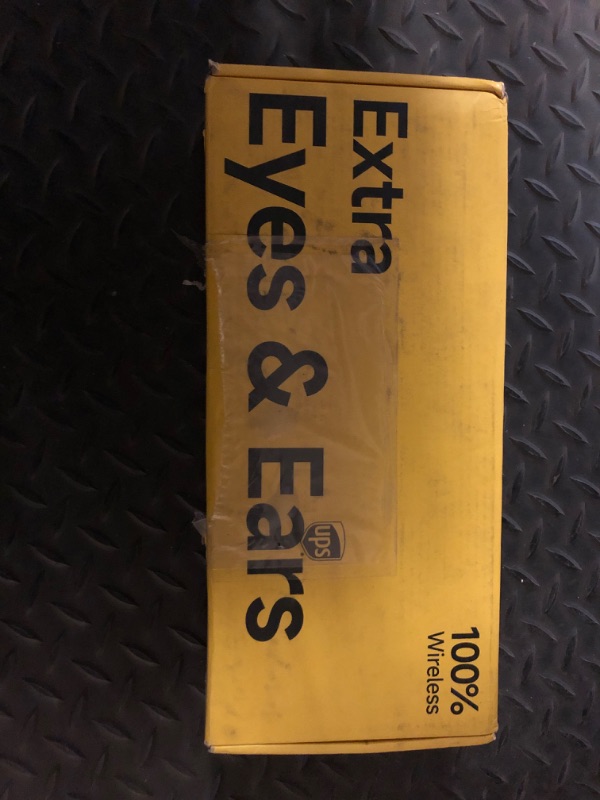 Extra
Eyes & Ears
ups
100%
Wireless